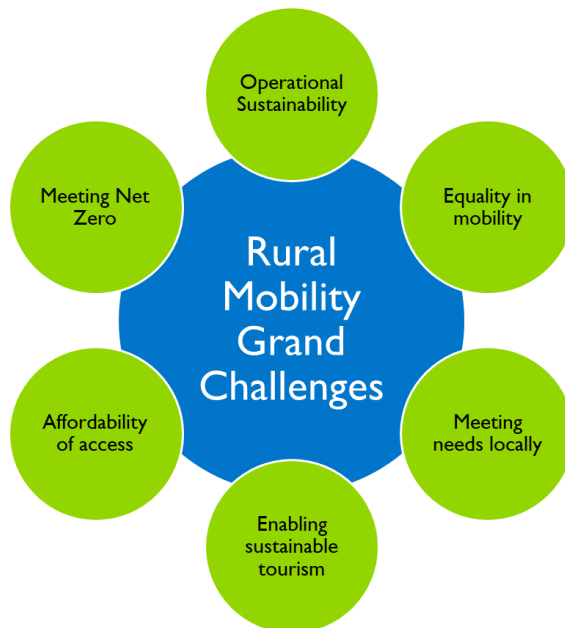 Operational
Sustainability
Meeting Net
Zero
Equality in
mobility
Rural
Mobility
Grand
Challenges
Affordability
of access
Meeting
needs locally
Enabling
sustainable
tourism